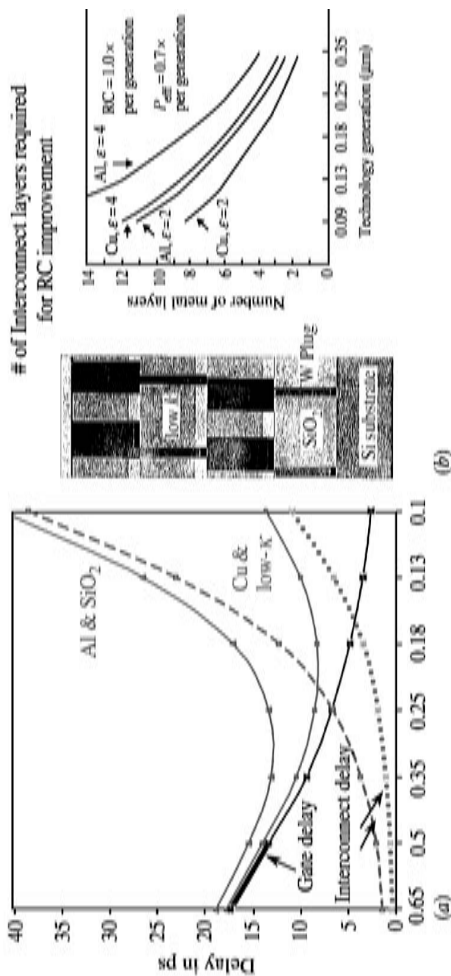 40
35
30
25
20
15
10
5
0
Delay in ps
Al & SiO2
Cu &
low-K
Gate delay
Interconnect delay
0.65 0.5 0.35 0.25 0.18 0.13 0.1
(a)
low K
SiO2
W Plug
Si substrate
(b)
# of Interconnect layers required
for RC improvement
14
12
10
8
6
4
2
0
Number of metal layers
Al, ε = 4
Cu, ε = 4
Al, ε = 2
Cu, ε = 2
RC = 1.0×
per generation
Peff = 0.7×
per generation
0.09 0.13 0.18 0.25 0.35
Technology generation (μm)